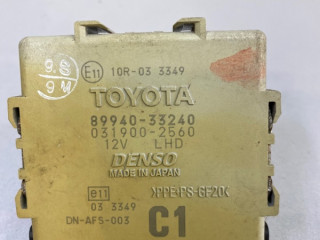 E11 10R-03 3349
TOYOTA
89940-33240
031900-2560
12V LHD
DENSO
MADE IN JAPAN
e11
>PPE+PS-GF20<
03 3349
DN-AFS-003
C1